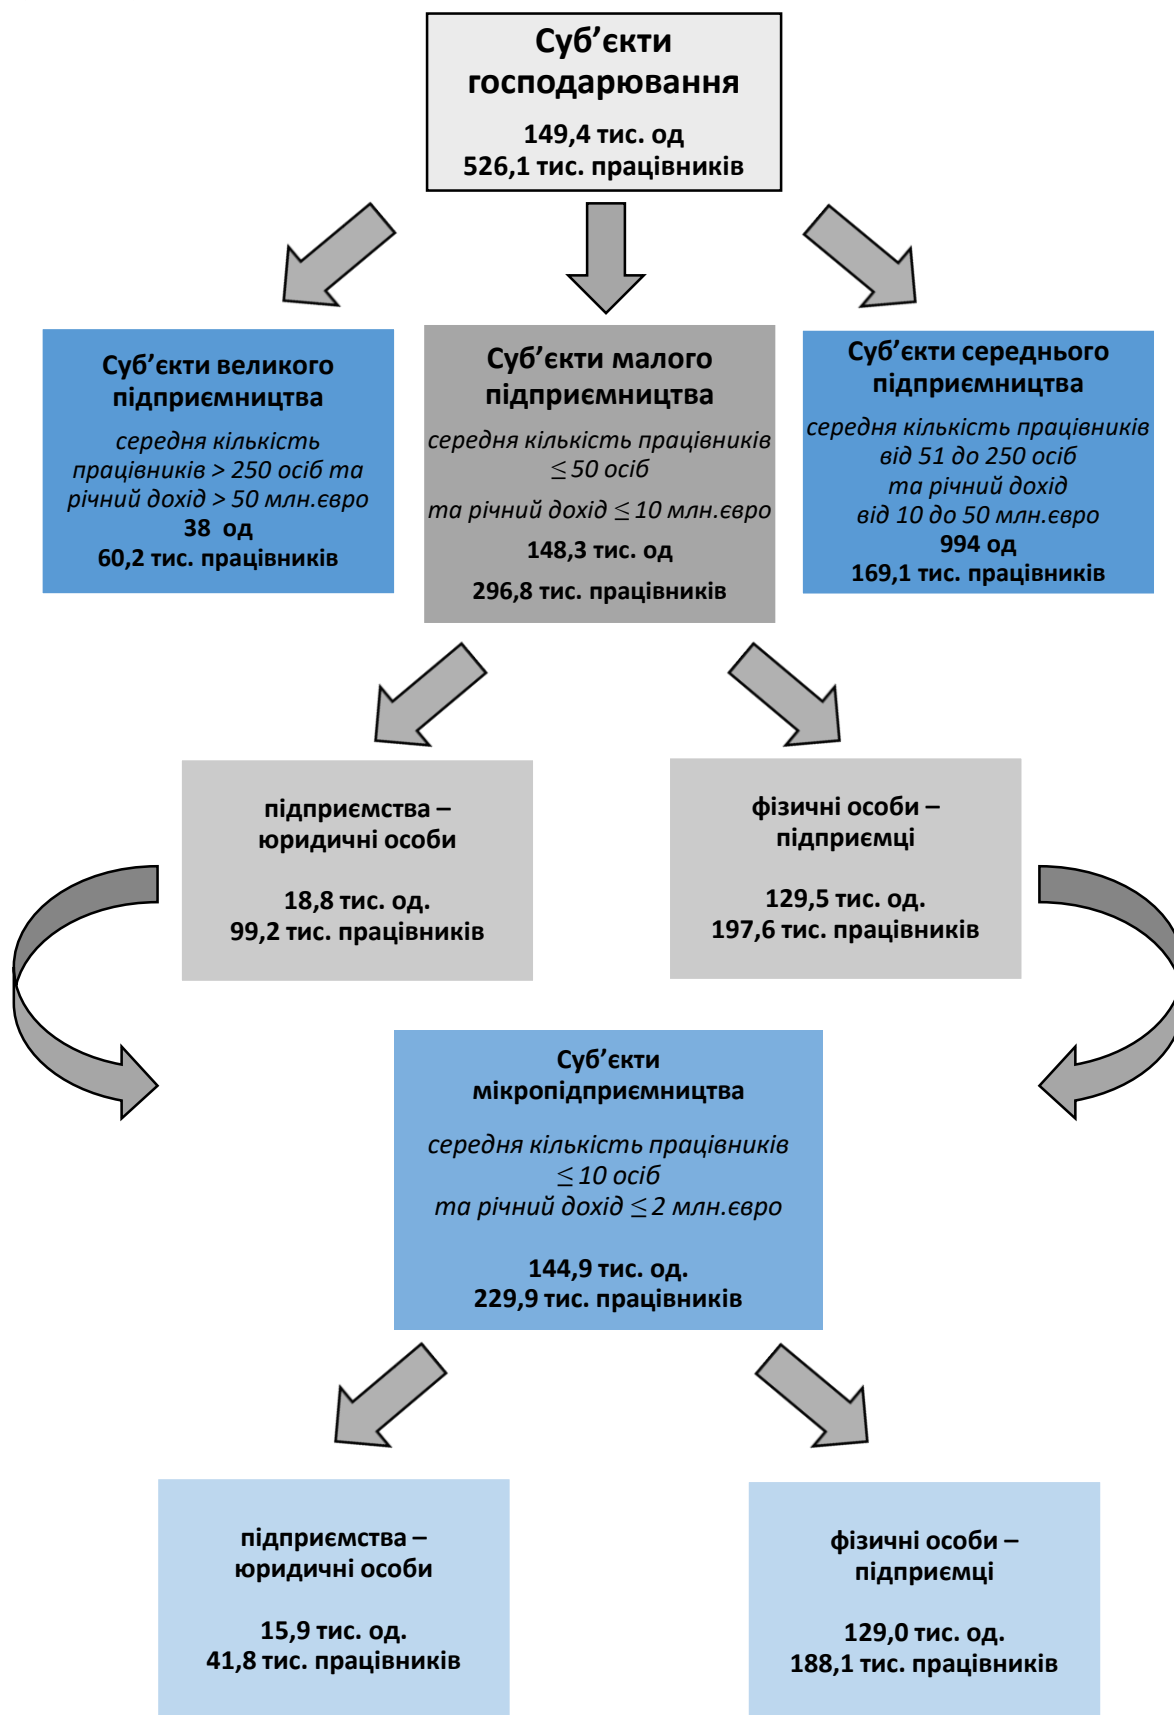 Суб’єкти
господарювання
149,4 тис. од
526,1 тис. працівників
Суб’єкти великого
підприємництва
середня кількість
працівників > 250 осіб та
річний дохід > 50 млн.євро
38 од
60,2 тис. працівників
Суб’єкти малого
підприємництва
середня кількість працівників
≤ 50 осіб
та річний дохід ≤ 10 млн.євро
148,3 тис. од
296,8 тис. працівників
Суб’єкти середнього
підприємництва
середня кількість працівників
від 51 до 250 осіб
та річний дохід
від 10 до 50 млн.євро
994 од
169,1 тис. працівників
підприємства –
юридичні особи
18,8 тис. од.
99,2 тис. працівників
фізичні особи –
підприємці
129,5 тис. од.
197,6 тис. працівників
Суб’єкти
мікропідприємництва
середня кількість працівників
≤ 10 осіб
та річний дохід ≤ 2 млн.євро
144,9 тис. од.
229,9 тис. працівників
підприємства –
юридичні особи
15,9 тис. од.
41,8 тис. працівників
фізичні особи –
підприємці
129,0 тис. од.
188,1 тис. працівників